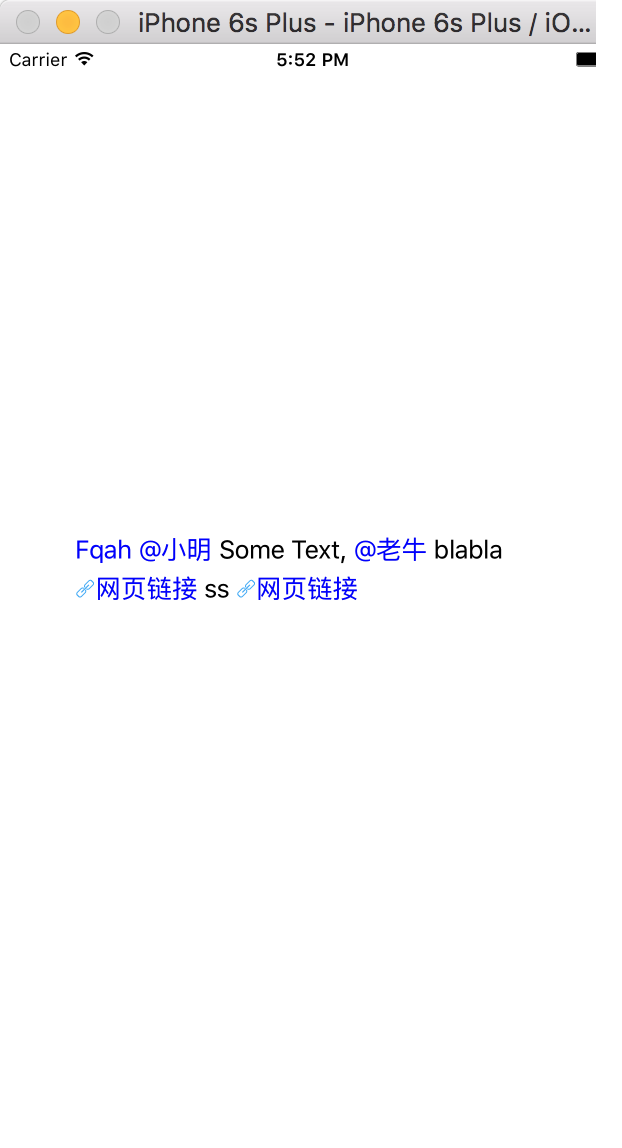 iPhone 6s Plus - iPhone 6s Plus / iO...
Carrier 5:52 PM
Fqah @小明 Some Text, @老牛 blabla
网页链接 ss 网页链接